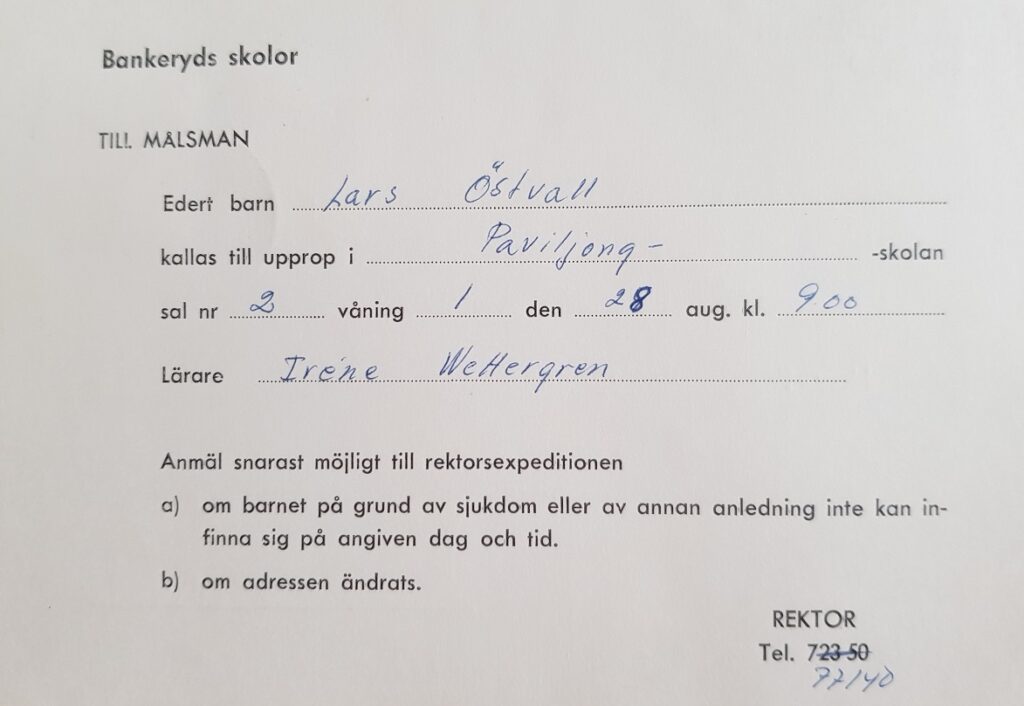 Bankeryds skolor
TILL MÅLSMAN
Edert barn Lars Östvall
kallas till upprop i Paviljong- -skolan
sal nr 2 våning 1 den 28 aug. kl. 9.00
Lärare Iréne Wettergren
Anmäl snarast möjligt till rektorsexpeditionen
a) om barnet på grund av sjukdom eller av annan anledning inte kan in-
finna sig på angiven dag och tid.
b) om adressen ändrats.
REKTOR
Tel. 723 50
77140